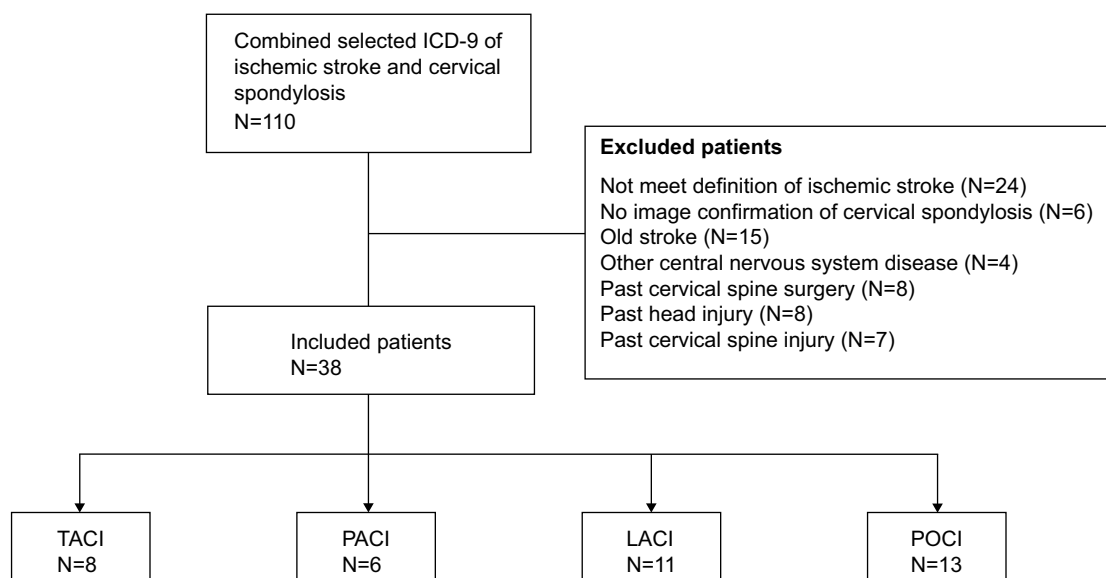 Combined selected ICD-9 of
ischemic stroke and cervical
spondylosis
N=110
Excluded patients
Not meet definition of ischemic stroke (N=24)
No image confirmation of cervical spondylosis (N=6)
Old stroke (N=15)
Other central nervous system disease (N=4)
Past cervical spine surgery (N=8)
Past head injury (N=8)
Past cervical spine injury (N=7)
Included patients
N=38
TACI
N=8
PACI
N=6
LACI
N=11
POCI
N=13